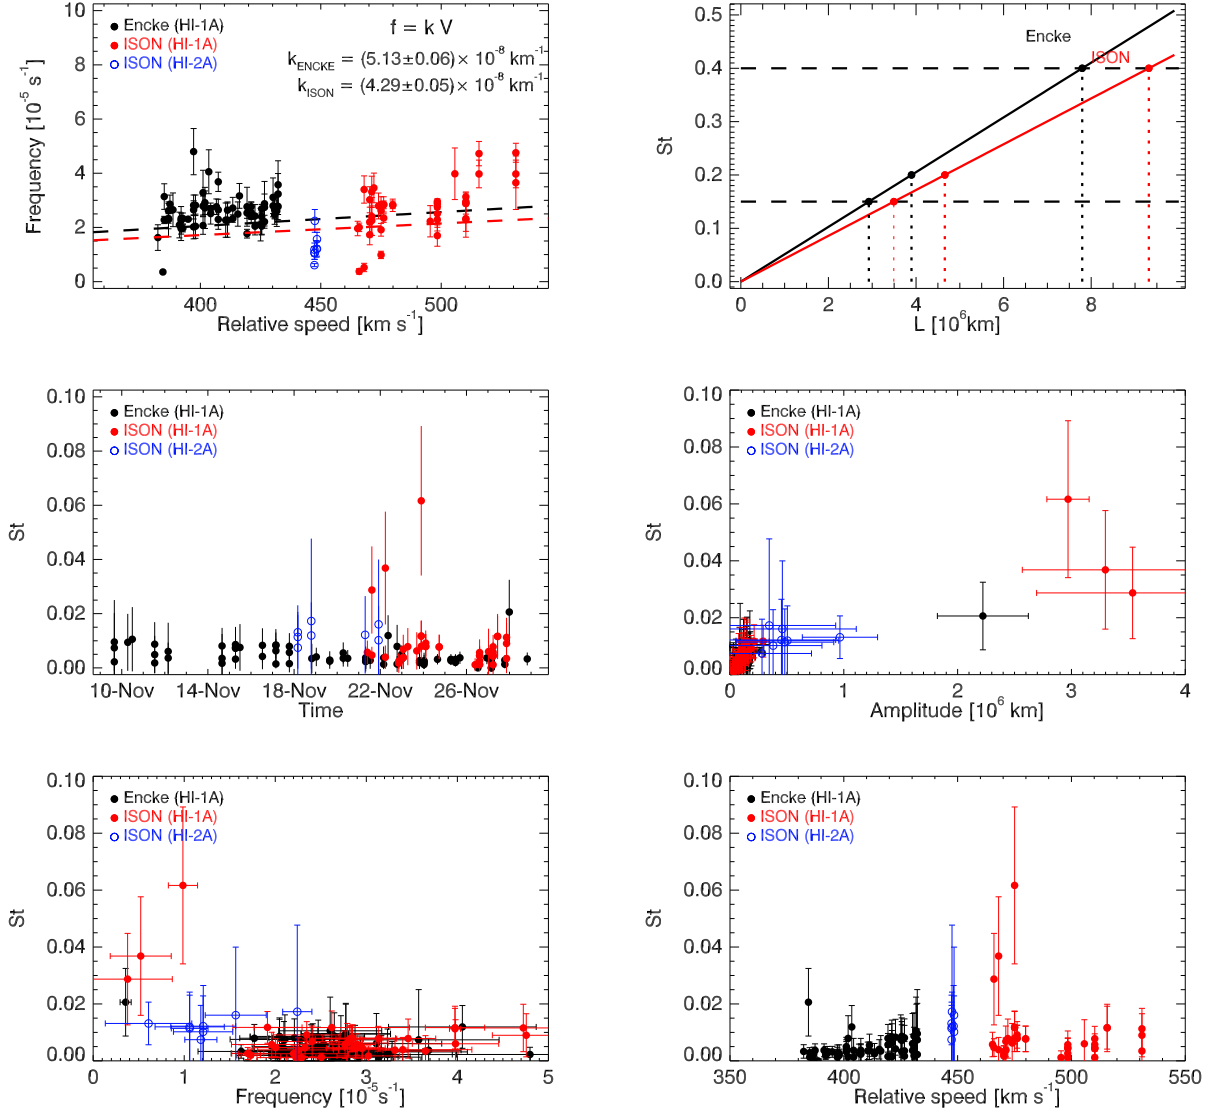 Encke (HI-1A)
ISON (HI-1A)
ISON (HI-2A)
f = k V
k_ENCKE = (5.13±0.06)× 10^-8 km^-1
k_ISON = (4.29±0.05)× 10^-8 km^-1
10
8
6
4
2
0
Frequency [10^-5 s^-1]
400 450 500
Relative speed [km s^-1]
0.5
0.4
0.3
0.2
0.1
0.0
St
Encke
ISON
0 2 4 6 8
L [10^6km]
Encke (HI-1A)
ISON (HI-1A)
ISON (HI-2A)
0.10
0.08
0.06
0.04
0.02
0.00
St
10-Nov 14-Nov 18-Nov 22-Nov 26-Nov
Time
Encke (HI-1A)
ISON (HI-1A)
ISON (HI-2A)
0.10
0.08
0.06
0.04
0.02
0.00
St
0 1 2 3 4
Amplitude [10^6 km]
Encke (HI-1A)
ISON (HI-1A)
ISON (HI-2A)
0.10
0.08
0.06
0.04
0.02
0.00
St
0 1 2 3 4 5
Frequency [10^-5s^-1]
Encke (HI-1A)
ISON (HI-1A)
ISON (HI-2A)
0.10
0.08
0.06
0.04
0.02
0.00
St
350 400 450 500 550
Relative speed [km s^-1]